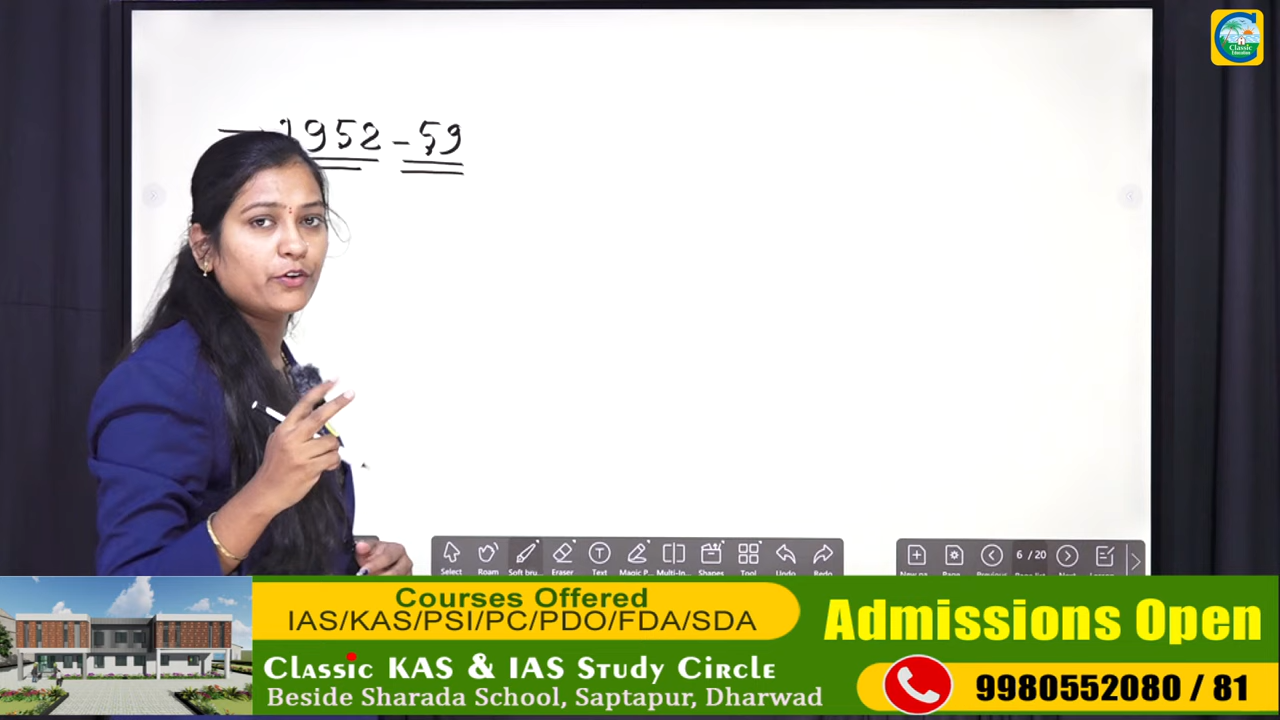 1952 - 59
Classic
Education
Select
Roam
Soft bru...
Eraser
Text
Magic P...
Multi-In...
Shapes
Tool
Undo
Redo
6 / 20
Courses Offered
IAS/KAS/PSI/PC/PDO/FDA/SDA
Classic KAS & IAS Study Circle
Beside Sharada School, Saptapur, Dharwad
Admissions Open
9980552080 / 81